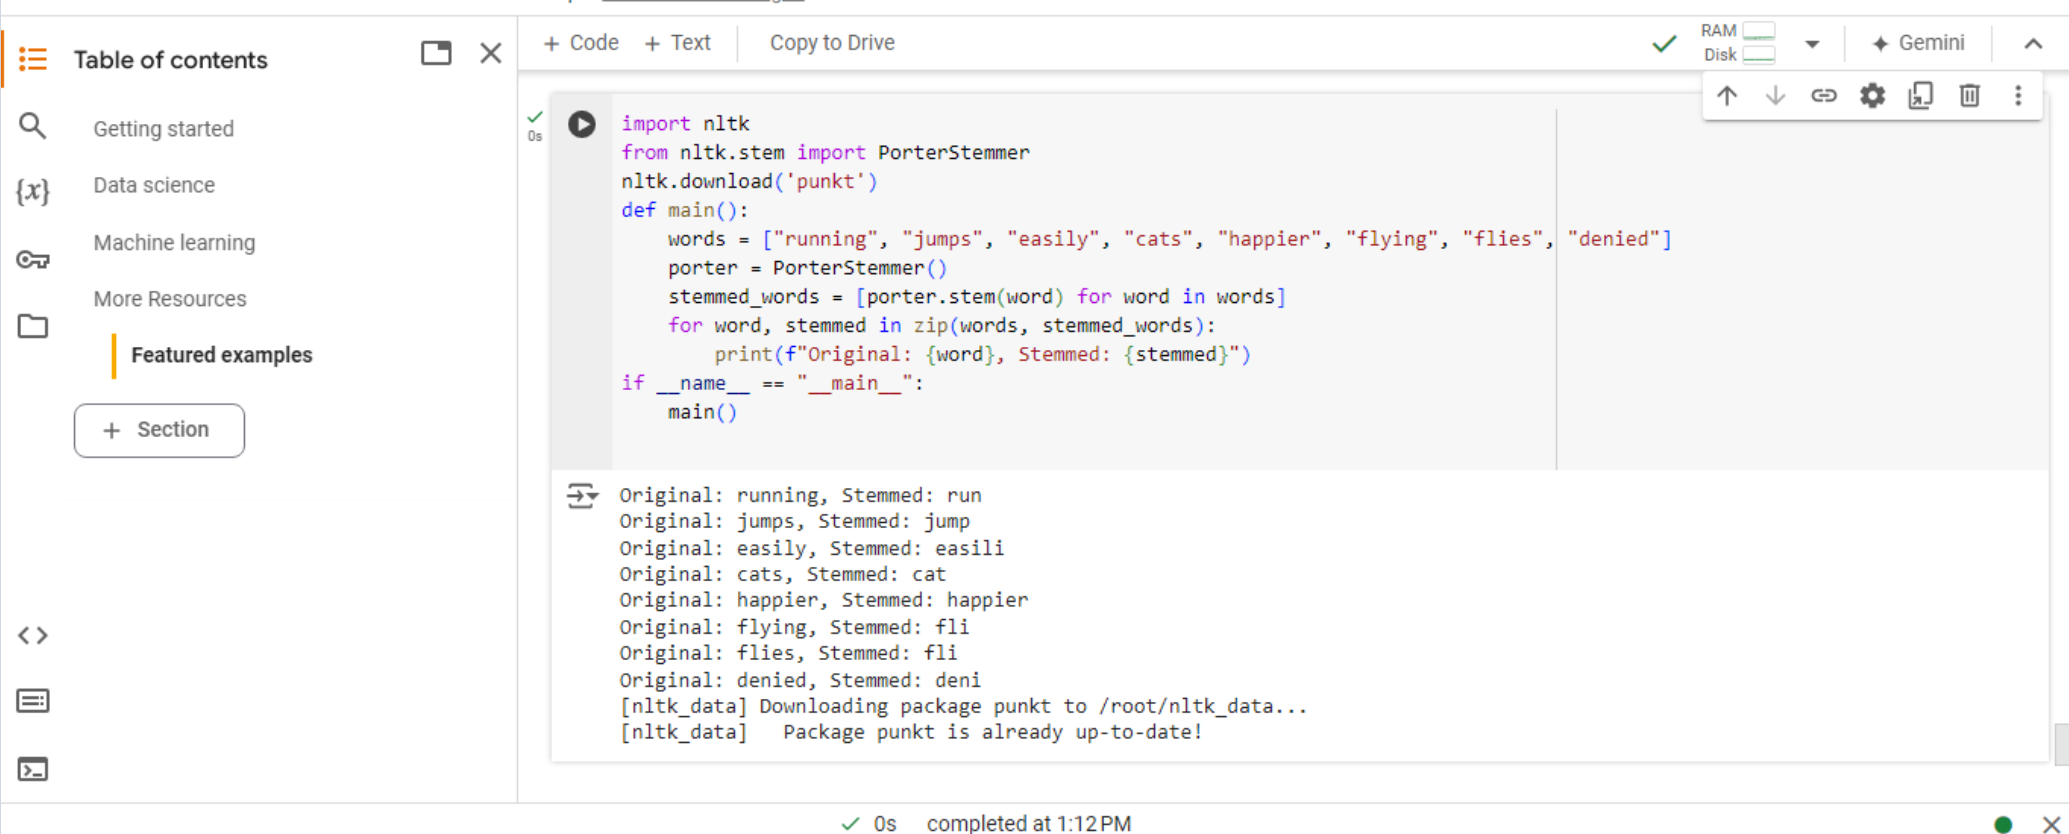 Table of contents
Getting started
Data science
Machine learning
More Resources
Featured examples
+ Section
+ Code + Text Copy to Drive
RAM
Disk
Gemini
0s
import nltk
from nltk.stem import PorterStemmer
nltk.download('punkt')
def main():
    words = ["running", "jumps", "easily", "cats", "happier", "flying", "flies", "denied"]
    porter = PorterStemmer()
    stemmed_words = [porter.stem(word) for word in words]
    for word, stemmed in zip(words, stemmed_words):
        print(f"Original: {word}, Stemmed: {stemmed}")
if __name__ == "__main__":
    main()
Original: running, Stemmed: run
Original: jumps, Stemmed: jump
Original: easily, Stemmed: easili
Original: cats, Stemmed: cat
Original: happier, Stemmed: happier
Original: flying, Stemmed: fli
Original: flies, Stemmed: fli
Original: denied, Stemmed: deni
[nltk_data] Downloading package punkt to /root/nltk_data...
[nltk_data]   Package punkt is already up-to-date!
0s completed at 1:12 PM